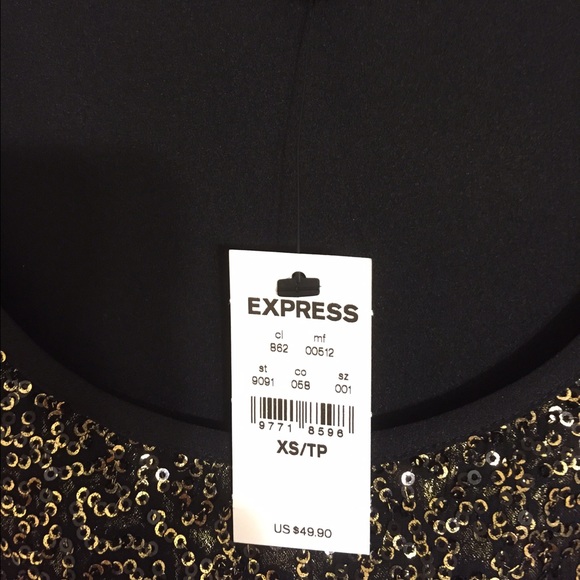 EXPRESS
cl mf
862 00512
st co sz
9091 058 001
9771 8596
XS/TP
US $49.90